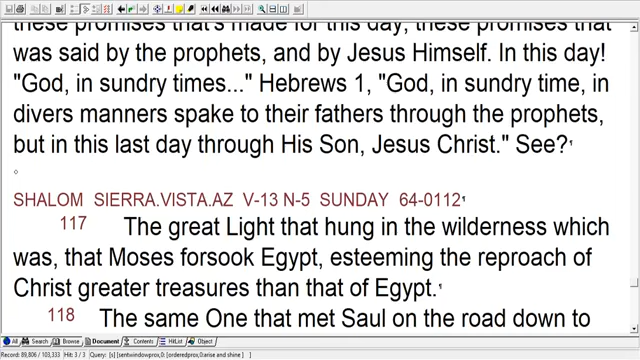 these promises that's made for this day, these promises that
was said by the prophets, and by Jesus Himself. In this day!
"God, in sundry times..." Hebrews 1, "God, in sundry time, in
divers manners spake to their fathers through the prophets,
but in this last day through His Son, Jesus Christ." See?
SHALOM SIERRA.VISTA.AZ V-13 N-5 SUNDAY 64-0112
117 The great Light that hung in the wilderness which
was, that Moses forsook Egypt, esteeming the reproach of
Christ greater treasures than that of Egypt.
118 The same One that met Saul on the road down to
All Search Browse Document Contents HitList Object
Record: 89,806 / 103,333 Hit: 3 / 3 Query: [s] [sentwindowprox,0: [orderedprox,0:arise and shine]